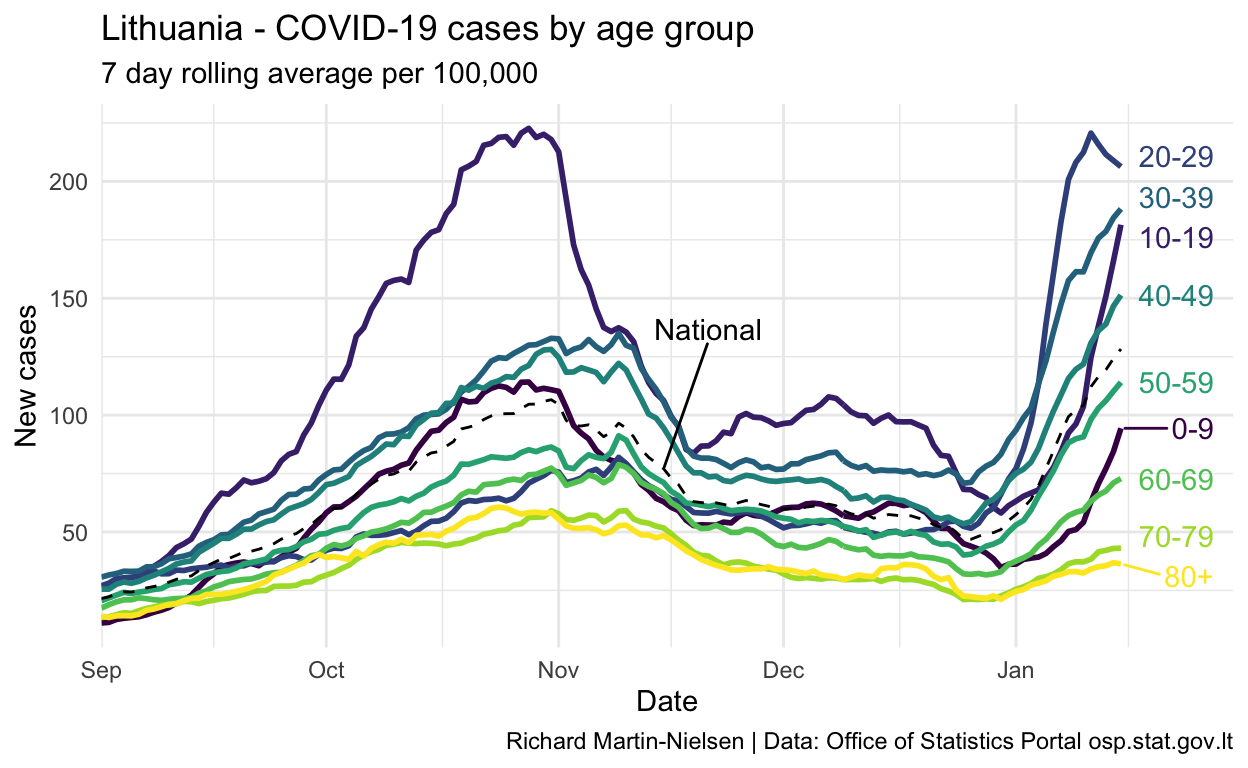 Lithuania - COVID-19 cases by age group
7 day rolling average per 100,000
New cases
200
150
100
50
National
20-29
30-39
10-19
40-49
50-59
0-9
60-69
70-79
80+
Sep Oct Nov Dec Jan
Date
Richard Martin-Nielsen | Data: Office of Statistics Portal osp.stat.gov.lt